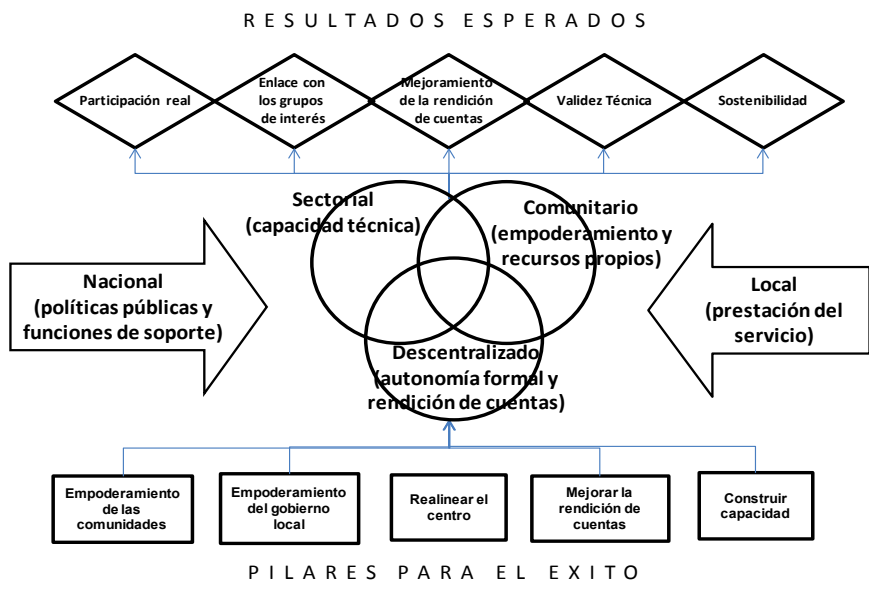 RESULTADOS ESPERADOS
Participación real
Enlace con
los grupos
de interés
Mejoramiento
de la rendición
de cuentas
Validez Técnica
Sostenibilidad
Sectorial
(capacidad técnica)
Comunitario
(empoderamiento y
recursos propios)
Nacional
(políticas públicas y
funciones de soporte)
Local
(prestación del
servicio)
Descentralizado
(autonomía formal y
rendición de cuentas)
Empoderamiento
de las
comunidades
Empoderamiento
del gobierno
local
Realinear el
centro
Mejorar la
rendición de
cuentas
Construir
capacidad
PILARES PARA EL EXITO